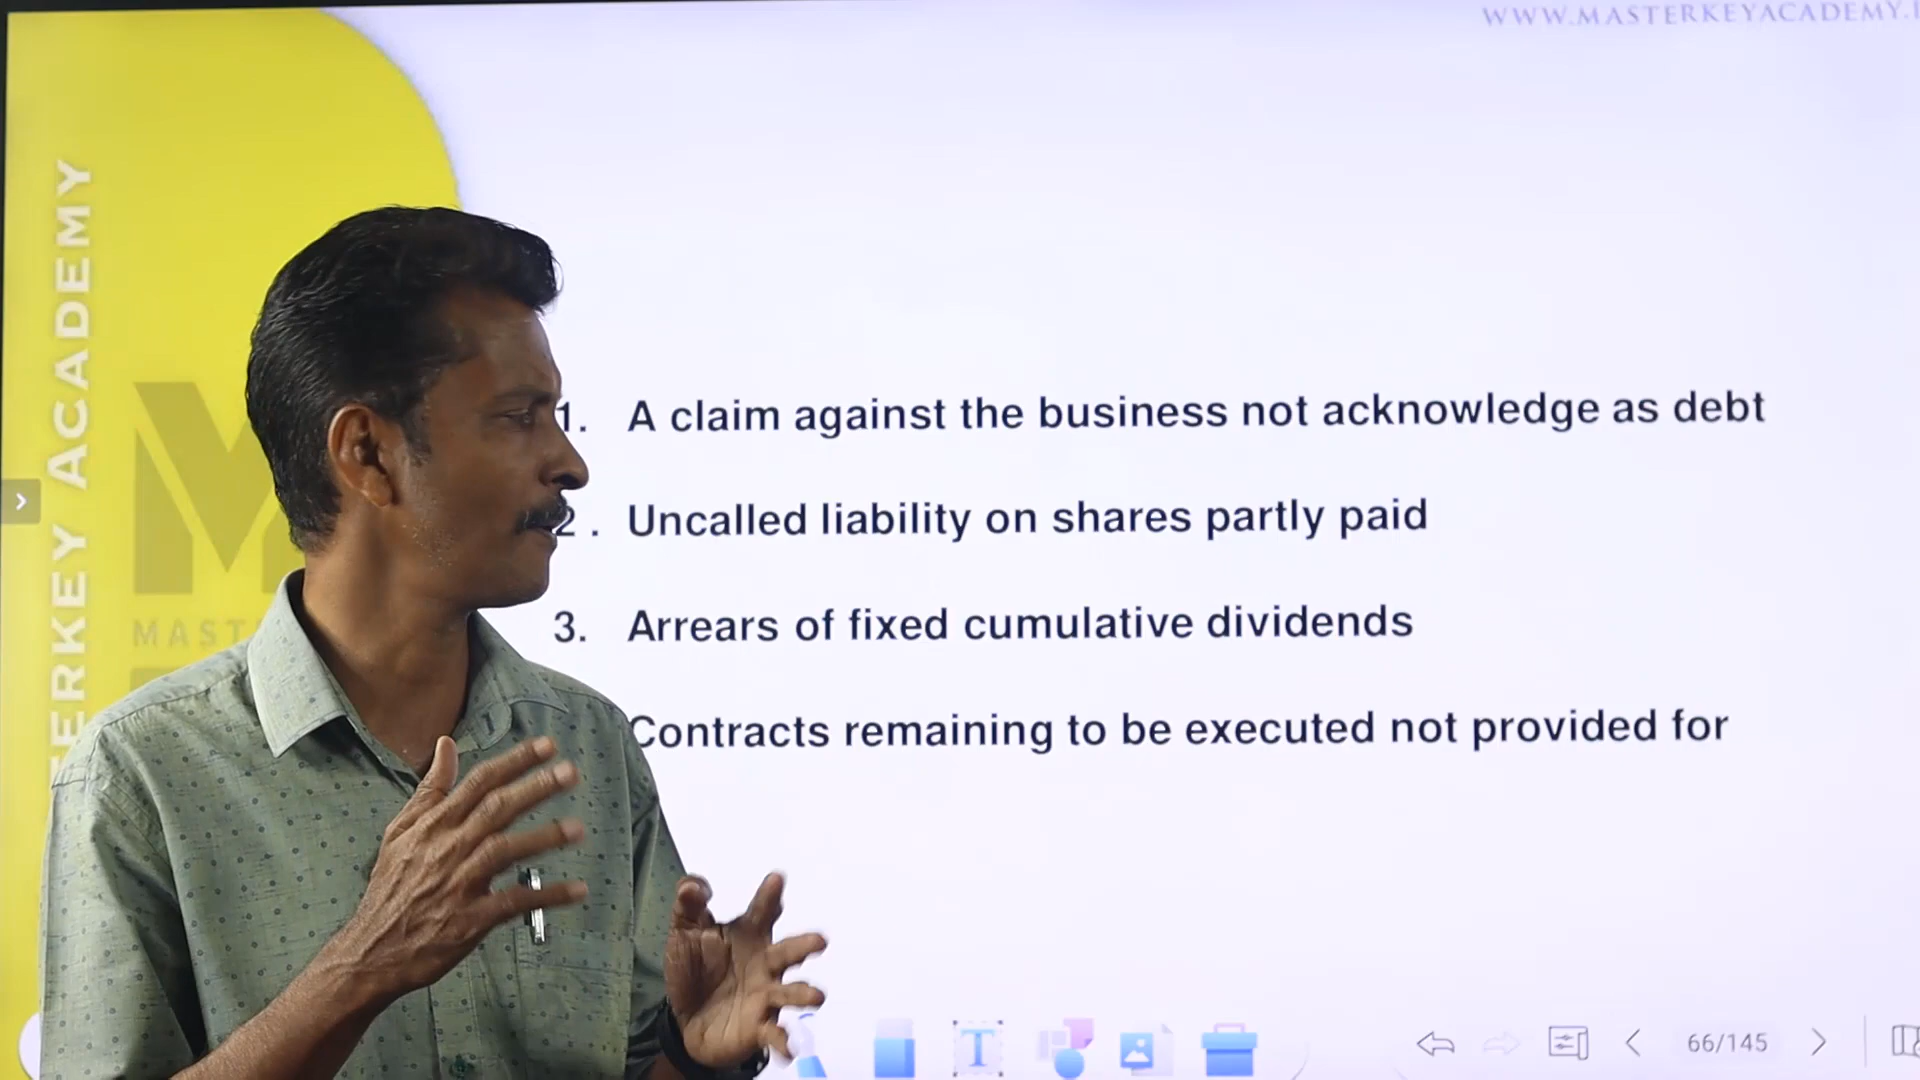 WWW.MASTERKEYACADEMY.I
ERKEY ACADEMY
M
MAST
1. A claim against the business not acknowledge as debt
2 . Uncalled liability on shares partly paid
3. Arrears of fixed cumulative dividends
Contracts remaining to be executed not provided for
T
66/145